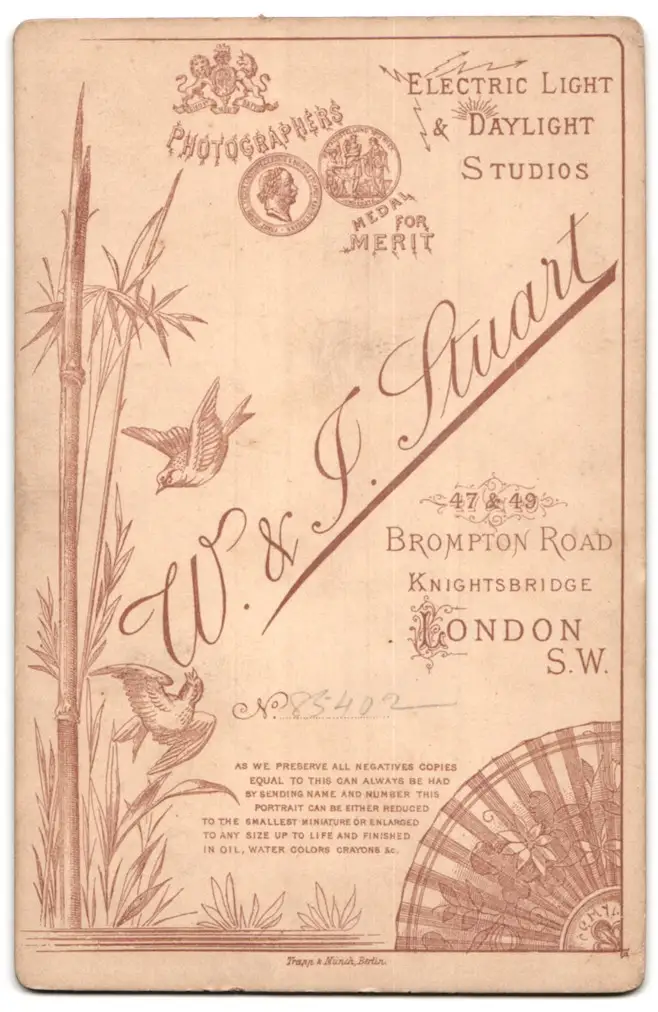 PHOTOGRAPHERS
MEDAL
FOR
MERIT
ELECTRIC LIGHT
& DAYLIGHT
STUDIOS
W. & J. Stuart
47 & 49
BROMPTON ROAD
KNIGHTSBRIDGE
LONDON
S.W.
No. 85402
AS WE PRESERVE ALL NEGATIVES COPIES
EQUAL TO THIS CAN ALWAYS BE HAD
BY SENDING NAME AND NUMBER THIS
PORTRAIT CAN BE EITHER REDUCED
TO THE SMALLEST MINIATURE OR ENLARGED
TO ANY SIZE UP TO LIFE AND FINISHED
IN OIL, WATER COLORS CRAYONS &c.
Trapp & Münch, Berlin.